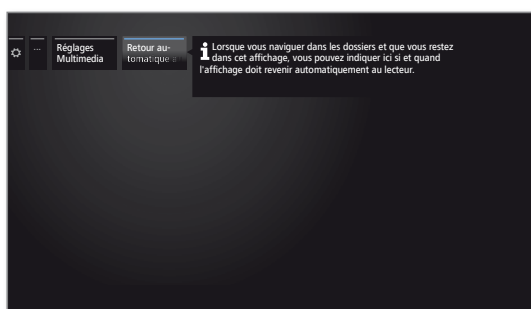 ...
Réglages
Multimedia
Retour au-
tomatique a
i Lorsque vous naviguer dans les dossiers et que vous restez
dans cet affichage, vous pouvez indiquer ici si et quand
l'affichage doit revenir automatiquement au lecteur.